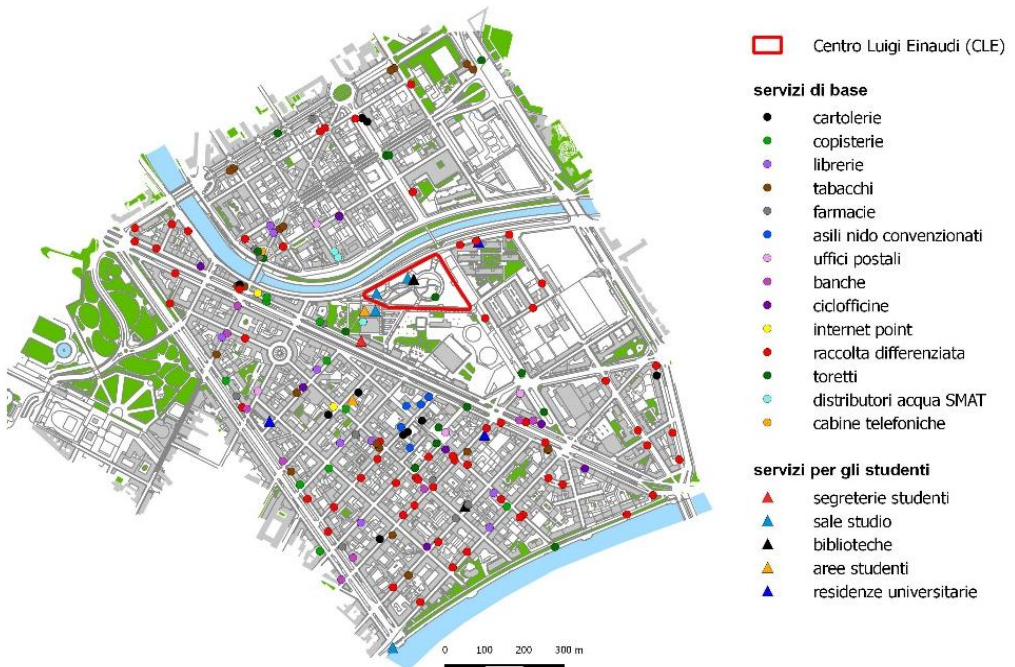 Centro Luigi Einaudi (CLE)
servizi di base
cartolerie
copisterie
librerie
tabacchi
farmacie
asili nido convenzionati
uffici postali
banche
ciclofficine
internet point
raccolta differenziata
toretti
distributori acqua SMAT
cabine telefoniche
servizi per gli studenti
segreterie studenti
sale studio
biblioteche
aree studenti
residenze universitarie
0 100 200 300 m